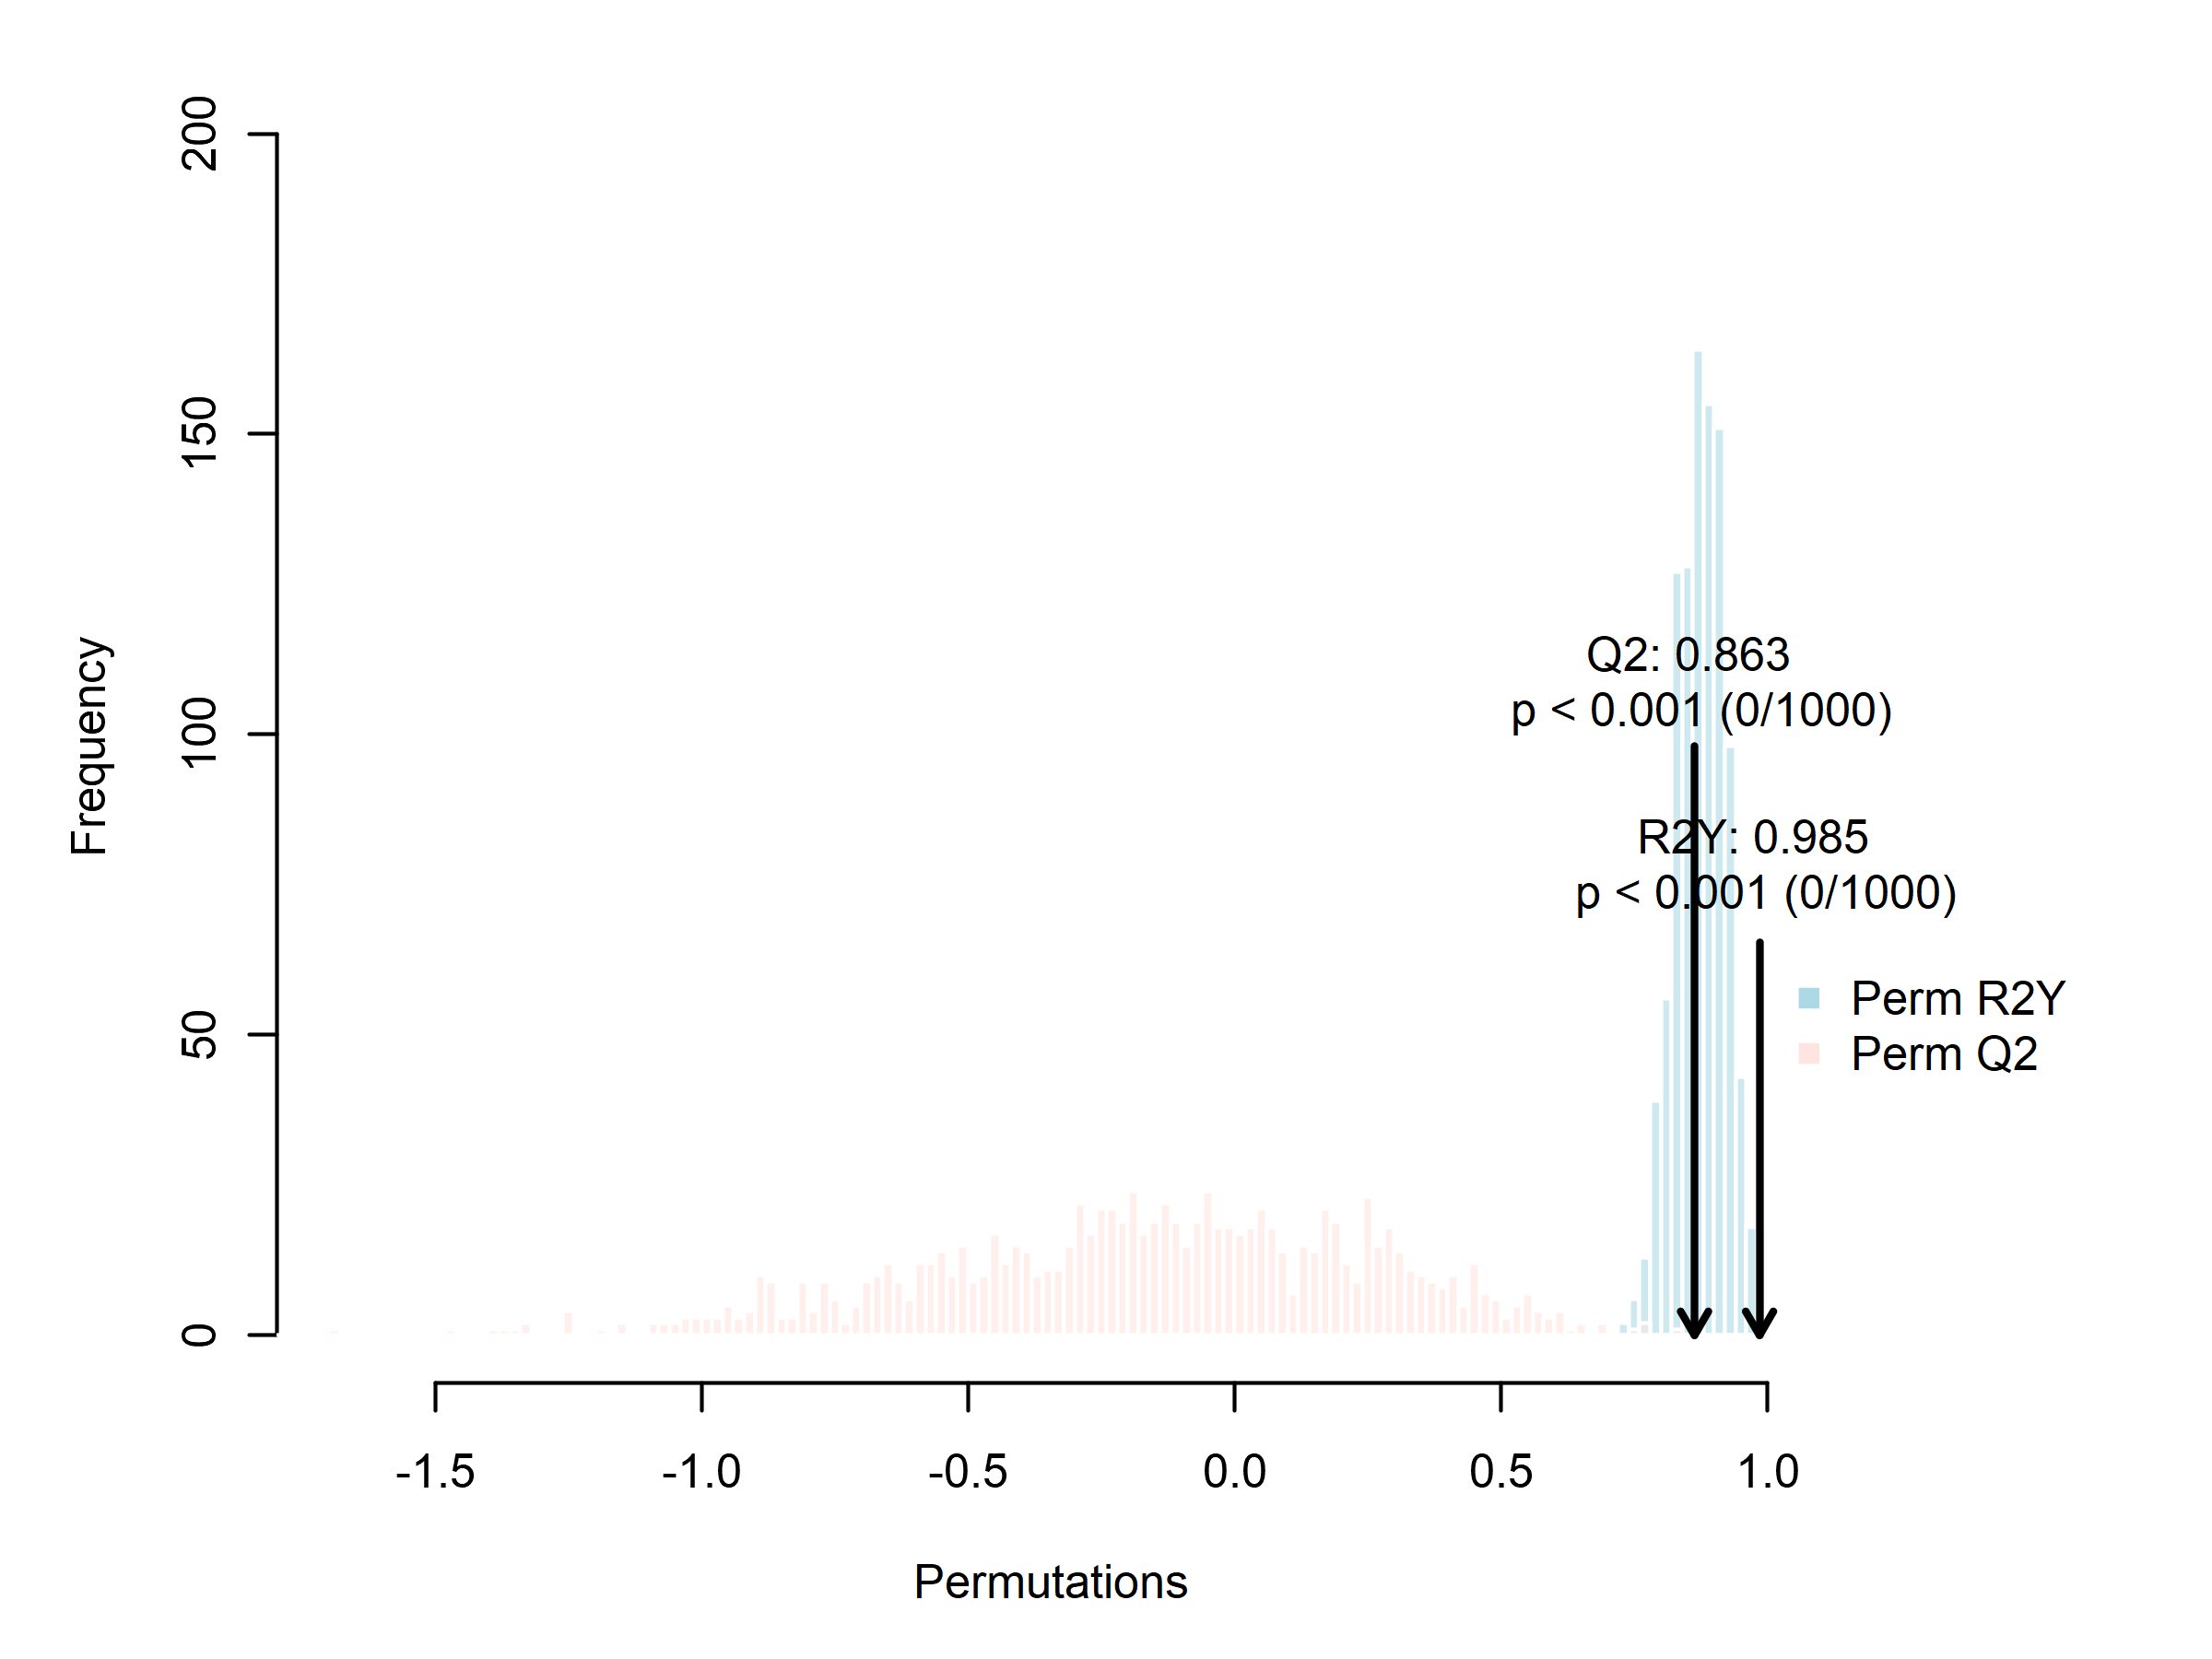 200
150
100
50
0
Frequency
Q2: 0.863
p < 0.001 (0/1000)
R2Y: 0.985
p < 0.001 (0/1000)
Perm R2Y
Perm Q2
-1.5 -1.0 -0.5 0.0 0.5 1.0
Permutations